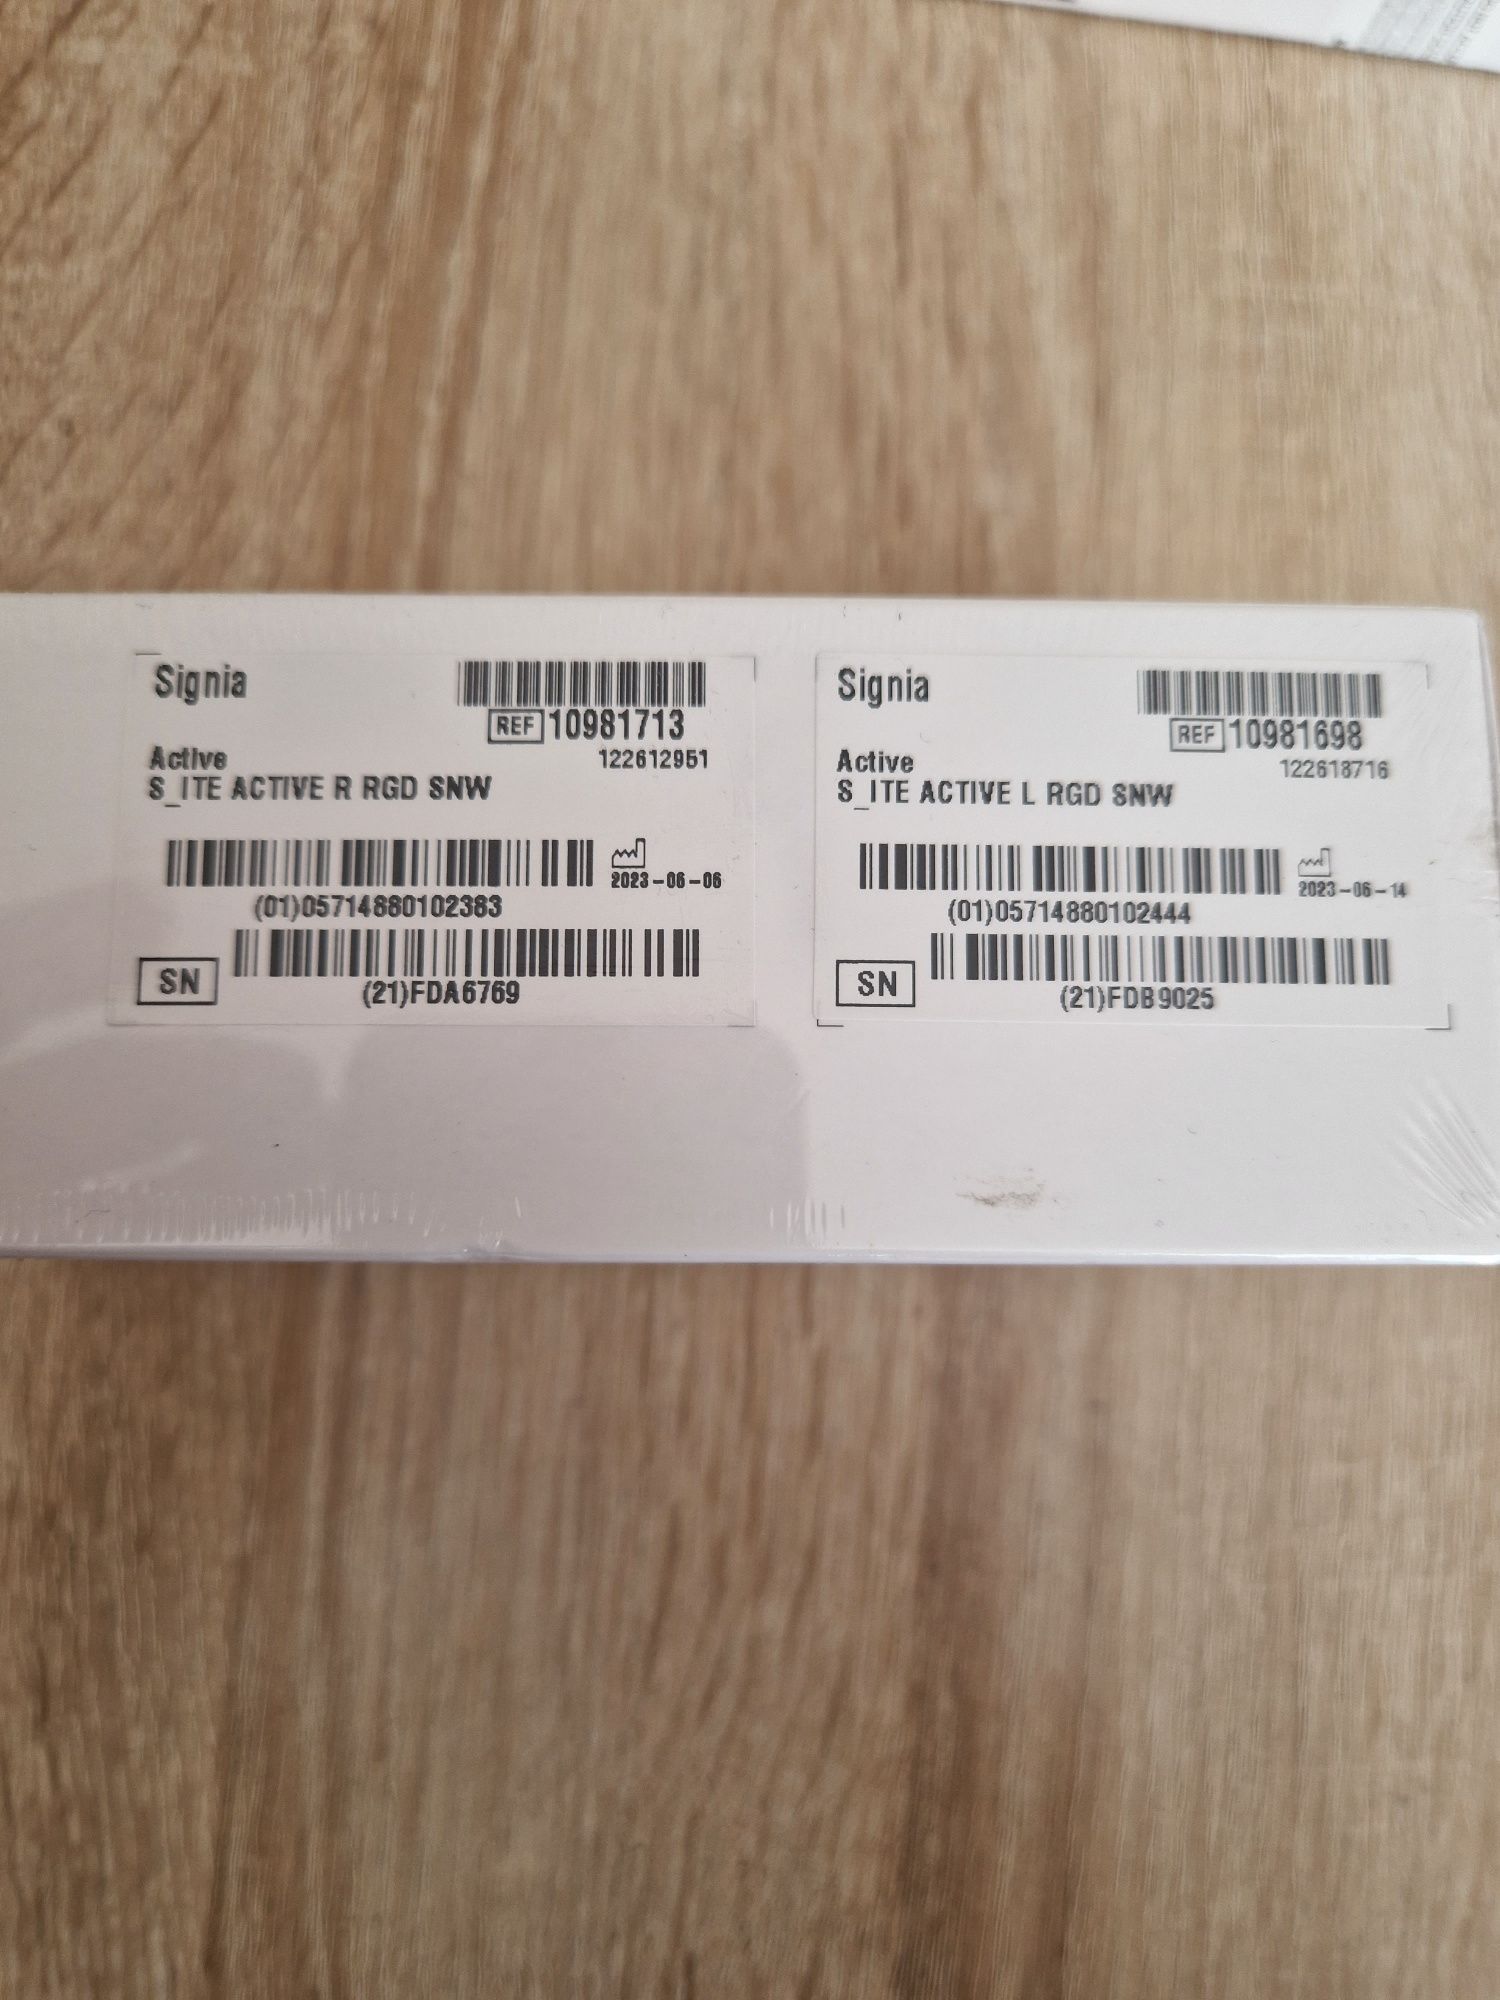 Signia
REF 10981713
Active
122612951
S_ITE ACTIVE R RGD SNW
2023-06-06
(01)05714880102383
SN
(21)FDA6769
Signia
REF 10981698
Active
122618716
S_ITE ACTIVE L RGD SNW
2023-06-14
(01)05714880102444
SN
(21)FDB9025